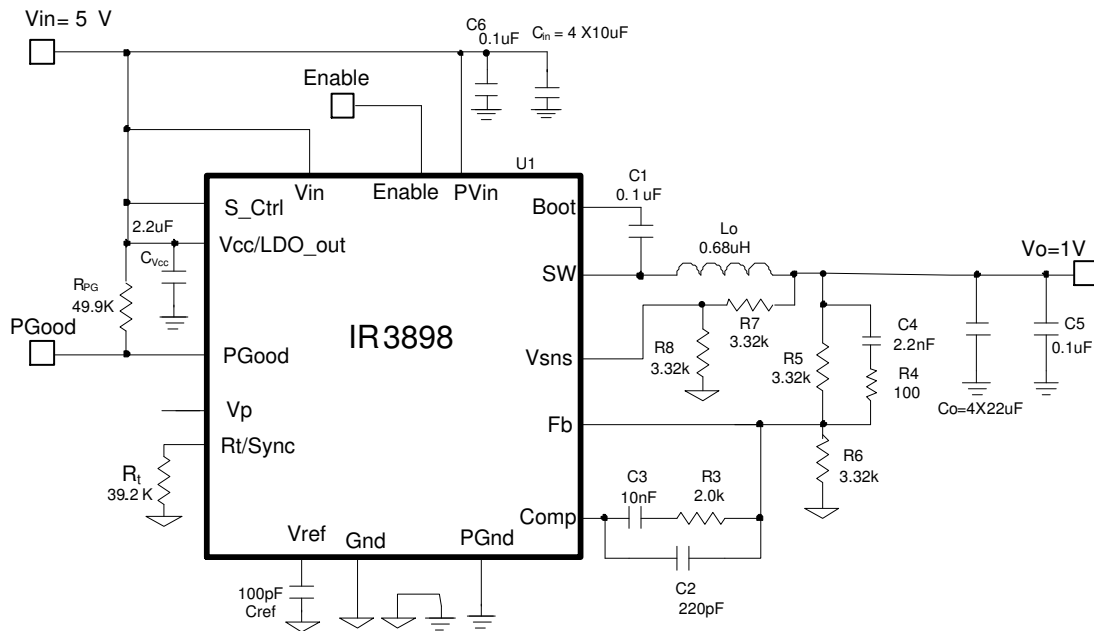 Vin= 5 V
C6
0.1uF
Cin = 4 X10uF
Enable
U1
Vin
Enable
PVin
S_Ctrl
Boot
C1
0.1uF
2.2uF
Vcc/LDO_out
CVcc
Lo
0.68uH
Vo=1V
SW
RPG
49.9K
PGood
IR3898
PGood
Vsns
R8
3.32k
R7
3.32k
R5
3.32k
C4
2.2nF
R4
100
C5
0.1uF
Co=4X22uF
Vp
Fb
Rt/Sync
Rt
39.2 K
R6
3.32k
C3
10nF
R3
2.0k
Comp
Vref
Gnd
PGnd
C2
220pF
100pF
Cref